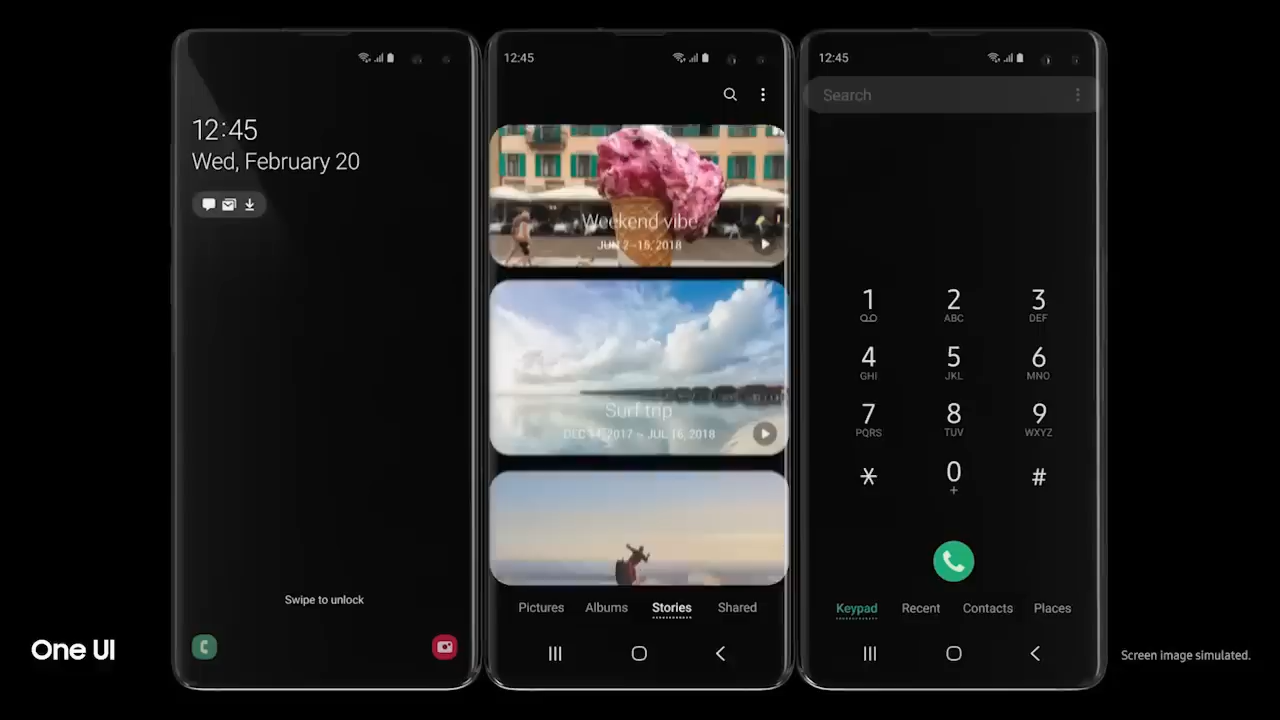 12:45
Wed, February 20
Swipe to unlock
One UI
12:45
Weekend vibe
JUN 2–15, 2018
Surf trip
DEC 14, 2017 ~ JUL 16, 2018
Pictures Albums Stories Shared
12:45
Search
1 2 3
ABC DEF
4 5 6
GHI JKL MNO
7 8 9
PQRS TUV WXYZ
* 0 #
+
Keypad Recent Contacts Places
Screen image simulated.